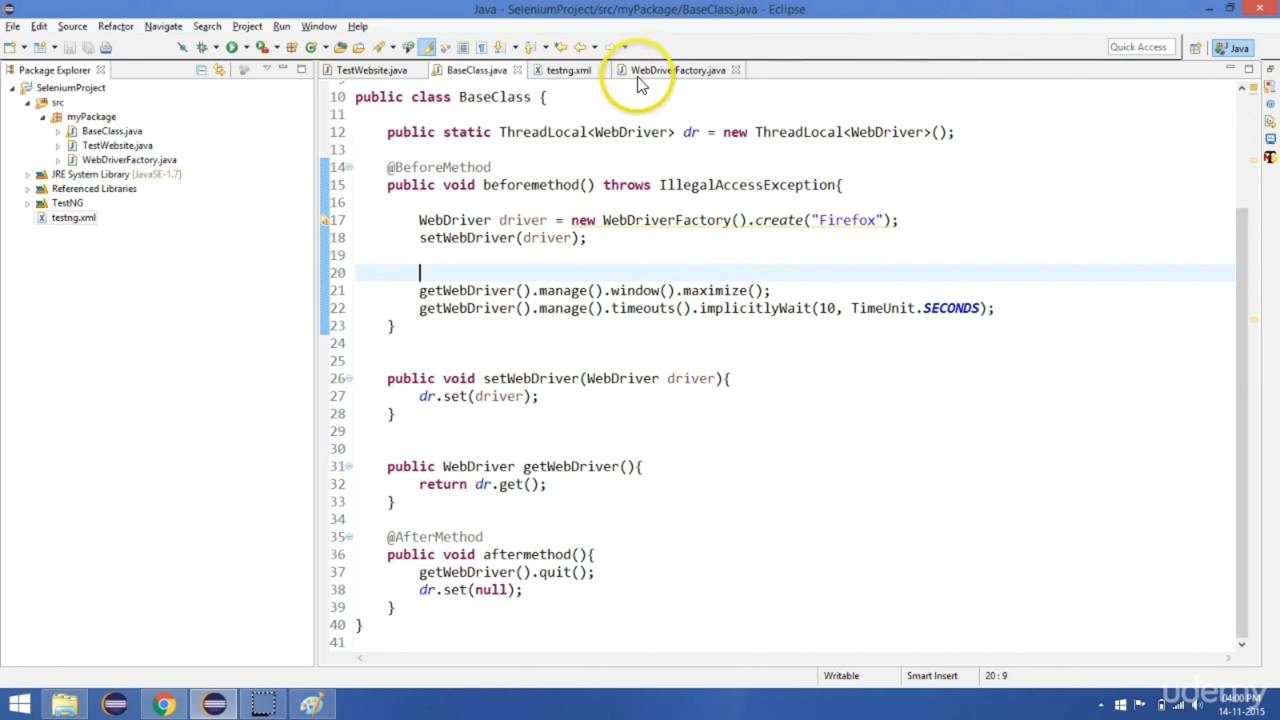 Java - SeleniumProject/src/myPackage/BaseClass.java - Eclipse
File Edit Source Refactor Navigate Search Project Run Window Help
Quick Access
Java
Package Explorer
TestWebsite.java
BaseClass.java
testng.xml
WebDriverFactory.java
SeleniumProject
src
myPackage
BaseClass.java
TestWebsite.java
WebDriverFactory.java
JRE System Library [JavaSE-1.7]
Referenced Libraries
TestNG
testng.xml
10 public class BaseClass {
11
12 public static ThreadLocal<WebDriver> dr = new ThreadLocal<WebDriver>();
13
14 @BeforeMethod
15 public void beforemethod() throws IllegalAccessException{
16
17 WebDriver driver = new WebDriverFactory().create("Firefox");
18 setWebDriver(driver);
19
20
21 getWebDriver().manage().window().maximize();
22 getWebDriver().manage().timeouts().implicitlyWait(10, TimeUnit.SECONDS);
23 }
24
25
26 public void setWebDriver(WebDriver driver){
27 dr.set(driver);
28 }
29
30
31 public WebDriver getWebDriver(){
32 return dr.get();
33 }
34
35 @AfterMethod
36 public void aftermethod(){
37 getWebDriver().quit();
38 dr.set(null);
39 }
40 }
41
Writable
Smart Insert
20 : 9
udemy
04:00 PM
14-11-2015